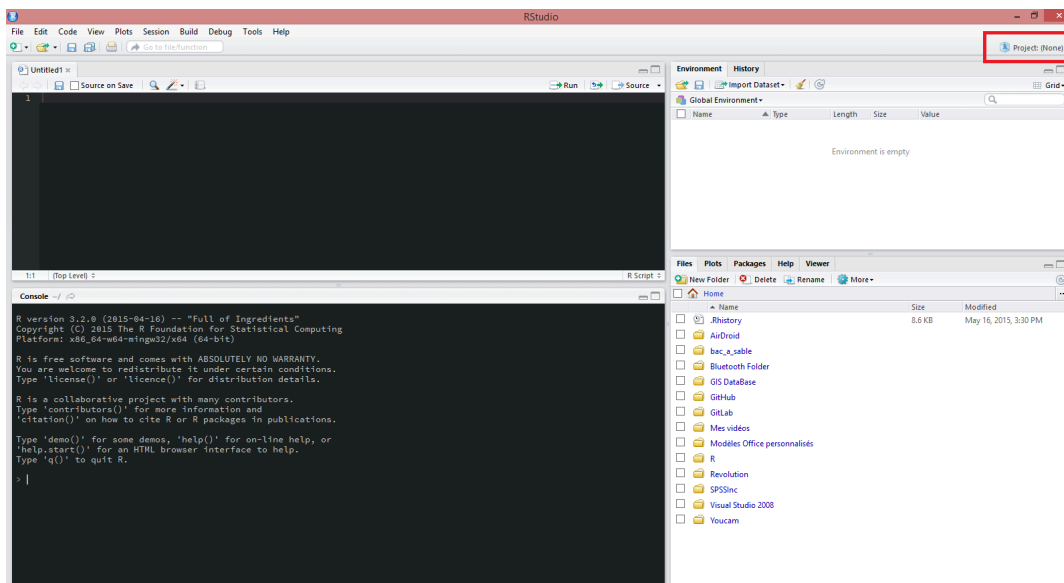 RStudio
File Edit Code View Plots Session Build Debug Tools Help
Go to file/function
Project: (None)
Untitled1
Source on Save
Run
Source
1
1:1 (Top Level)
R Script
Console ~/
R version 3.2.0 (2015-04-16) -- "Full of Ingredients"
Copyright (C) 2015 The R Foundation for Statistical Computing
Platform: x86_64-w64-mingw32/x64 (64-bit)
R is free software and comes with ABSOLUTELY NO WARRANTY.
You are welcome to redistribute it under certain conditions.
Type 'license()' or 'licence()' for distribution details.
R is a collaborative project with many contributors.
Type 'contributors()' for more information and
'citation()' on how to cite R or R packages in publications.
Type 'demo()' for some demos, 'help()' for on-line help, or
'help.start()' for an HTML browser interface to help.
Type 'q()' to quit R.
>
Environment History
Import Dataset
Grid
Global Environment
Name Type Length Size Value
Environment is empty
Files Plots Packages Help Viewer
New Folder Delete Rename More
Home
Name Size Modified
.Rhistory 8.6 KB May 16, 2015, 3:30 PM
AirDroid
bac_a_sable
Bluetooth Folder
GIS DataBase
GitHub
GitLab
Mes vidéos
Modèles Office personnalisés
R
Revolution
SPSSInc
Visual Studio 2008
Youcam